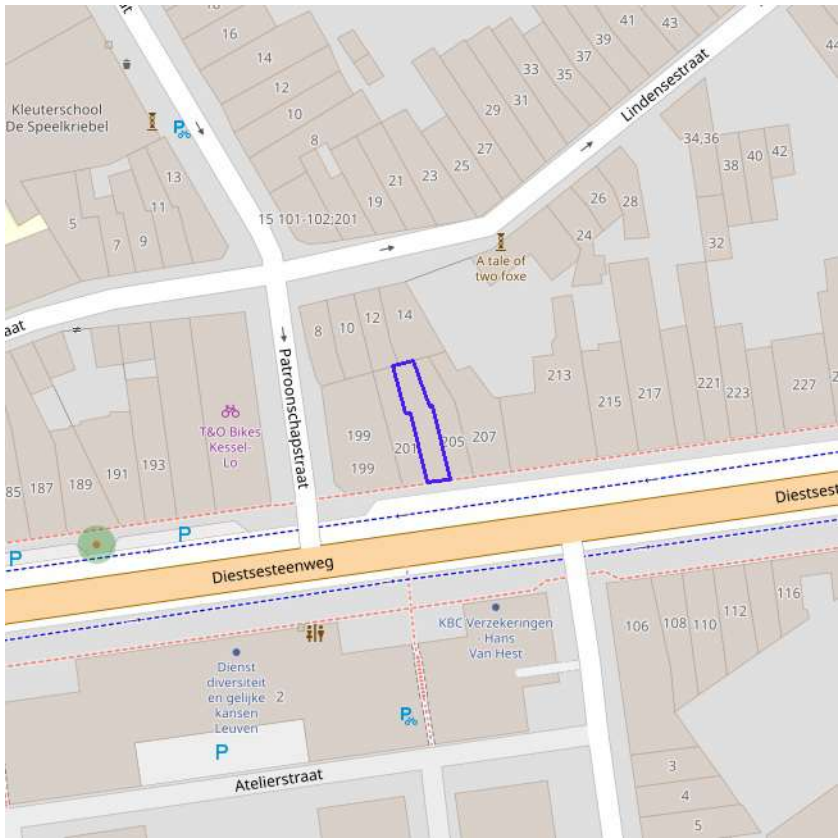 16
14
12
10
8
41
43
39
37
33
35
31
29
27
25
23
21
19
15 101-102;201
Lindensestraat
44
34,36
38
40
42
32
Kleuterschool
De Speelkriebel
P
13
11
5
7
9
26
28
24
A tale of
two foxe
aat
8
10
12
14
Patroonschapstraat
T&O Bikes
Kessel-
Lo
193
191
189
187
85
199
199
201
205
207
213
215
217
221
223
227
P
P
Diestsesteenweg
Diestsest
KBC Verzekeringen
- Hans
Van Hest
Dienst
diversiteit
en gelijke
kansen
Leuven
2
P
P
Atelierstraat
106
108
110
112
116
3
4
5